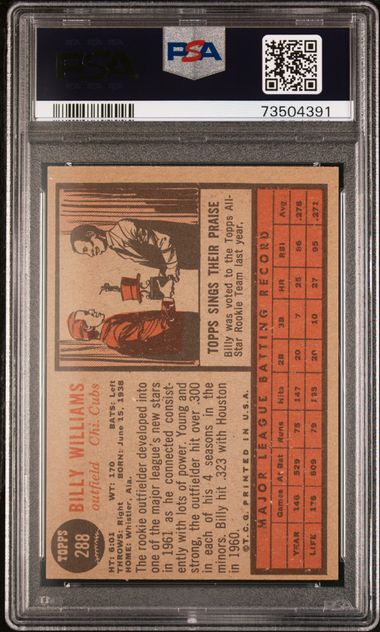 PSA
PSA
73504391
TOPPS
288
BILLY WILLIAMS
outfield Chi. Cubs
HT: 6:01 WT: 170 BATS: Left
THROWS: Right BORN: June 15, 1938
HOME: Whistler, Ala.
The rookie outfielder developed into
one of the major league's new stars
in 1961 as he connected consist-
ently with lots of power. Young and
strong, the outfielder hit over .300
in each of his 4 seasons in the
minors. Billy hit .323 with Houston
in 1960.
©T.C.G. PRINTED IN U.S.A.
TOPPS SINGS THEIR PRAISE
Billy was voted to the Topps All-
Star Rookie Team last year.
MAJOR LEAGUE BATTING RECORD
Games At Bat Runs Hits 2B 3B HR RBI Avg.
YEAR 146 529 75 147 20 7 25 86 .278
LIFE 176 609 79 20 10 27 95 .271